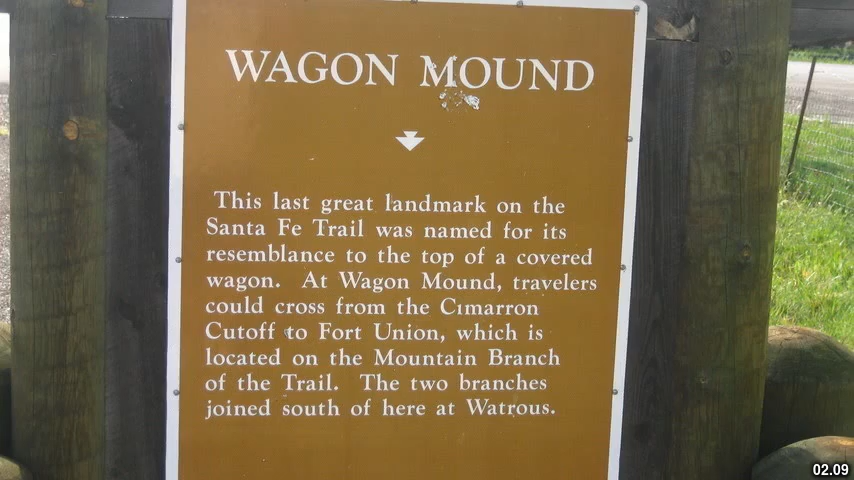 WAGON MOUND
This last great landmark on the
Santa Fe Trail was named for its
resemblance to the top of a covered
wagon. At Wagon Mound, travelers
could cross from the Cimarron
Cutoff to Fort Union, which is
located on the Mountain Branch
of the Trail. The two branches
joined south of here at Watrous.
02.09